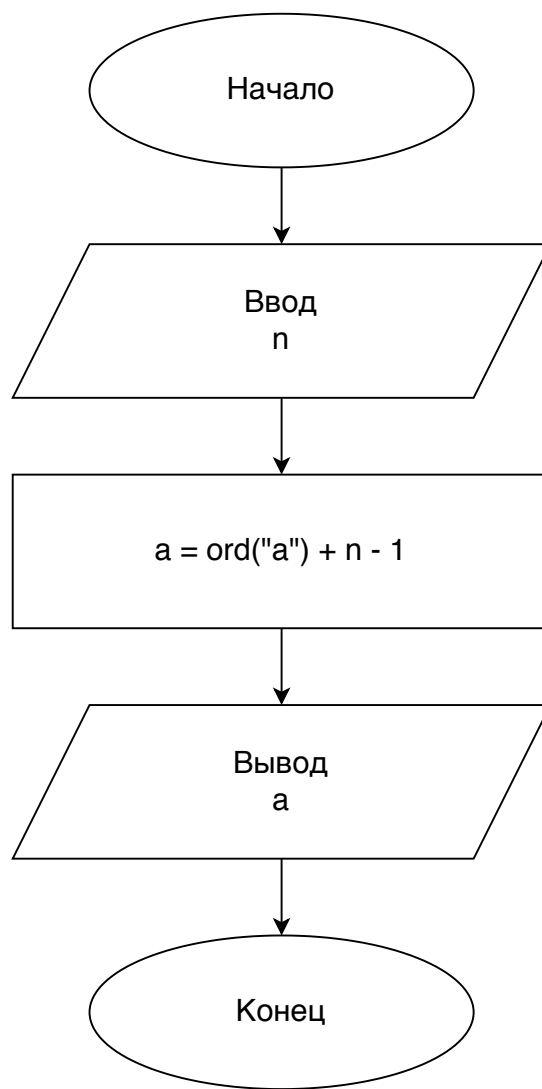 Начало
Ввод
n
a = ord("a") + n - 1
Вывод
a
Конец